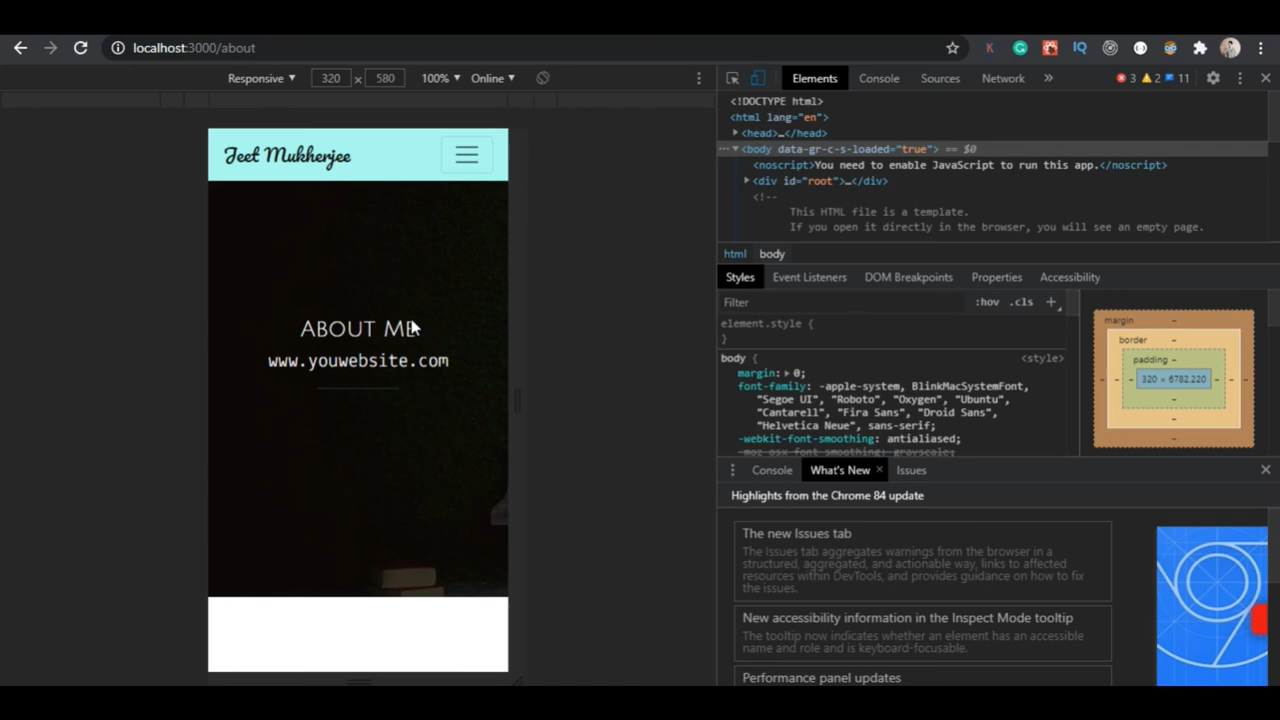 localhost:3000/about
Responsive 320 × 580 100% Online
Elements Console Sources Network » 3 2 11
<!DOCTYPE html>
<html lang="en">
<head>…</head>
<body data-gr-c-s-loaded="true"> == $0
<noscript>You need to enable JavaScript to run this app.</noscript>
<div id="root">…</div>
<!--
This HTML file is a template.
If you open it directly in the browser, you will see an empty page.
html body
Styles Event Listeners DOM Breakpoints Properties Accessibility
Filter :hov .cls +
element.style {
}
body { <style>
margin: 0;
font-family: -apple-system, BlinkMacSystemFont,
"Segoe UI", "Roboto", "Oxygen", "Ubuntu",
"Cantarell", "Fira Sans", "Droid Sans",
"Helvetica Neue", sans-serif;
-webkit-font-smoothing: antialiased;
-moz-osx-font-smoothing: grayscale;
margin –
border –
padding –
320 × 6782.220
Jeet Mukherjee
ABOUT ME
www.youwebsite.com
Console What's New × Issues
Highlights from the Chrome 84 update
The new Issues tab
The Issues tab aggregates warnings from the browser in a
structured, aggregated, and actionable way, links to affected
resources within DevTools, and provides guidance on how to fix
the issues.
New accessibility information in the Inspect Mode tooltip
The tooltip now indicates whether an element has an accessible
name and role and is keyboard-focusable.
Performance panel updates